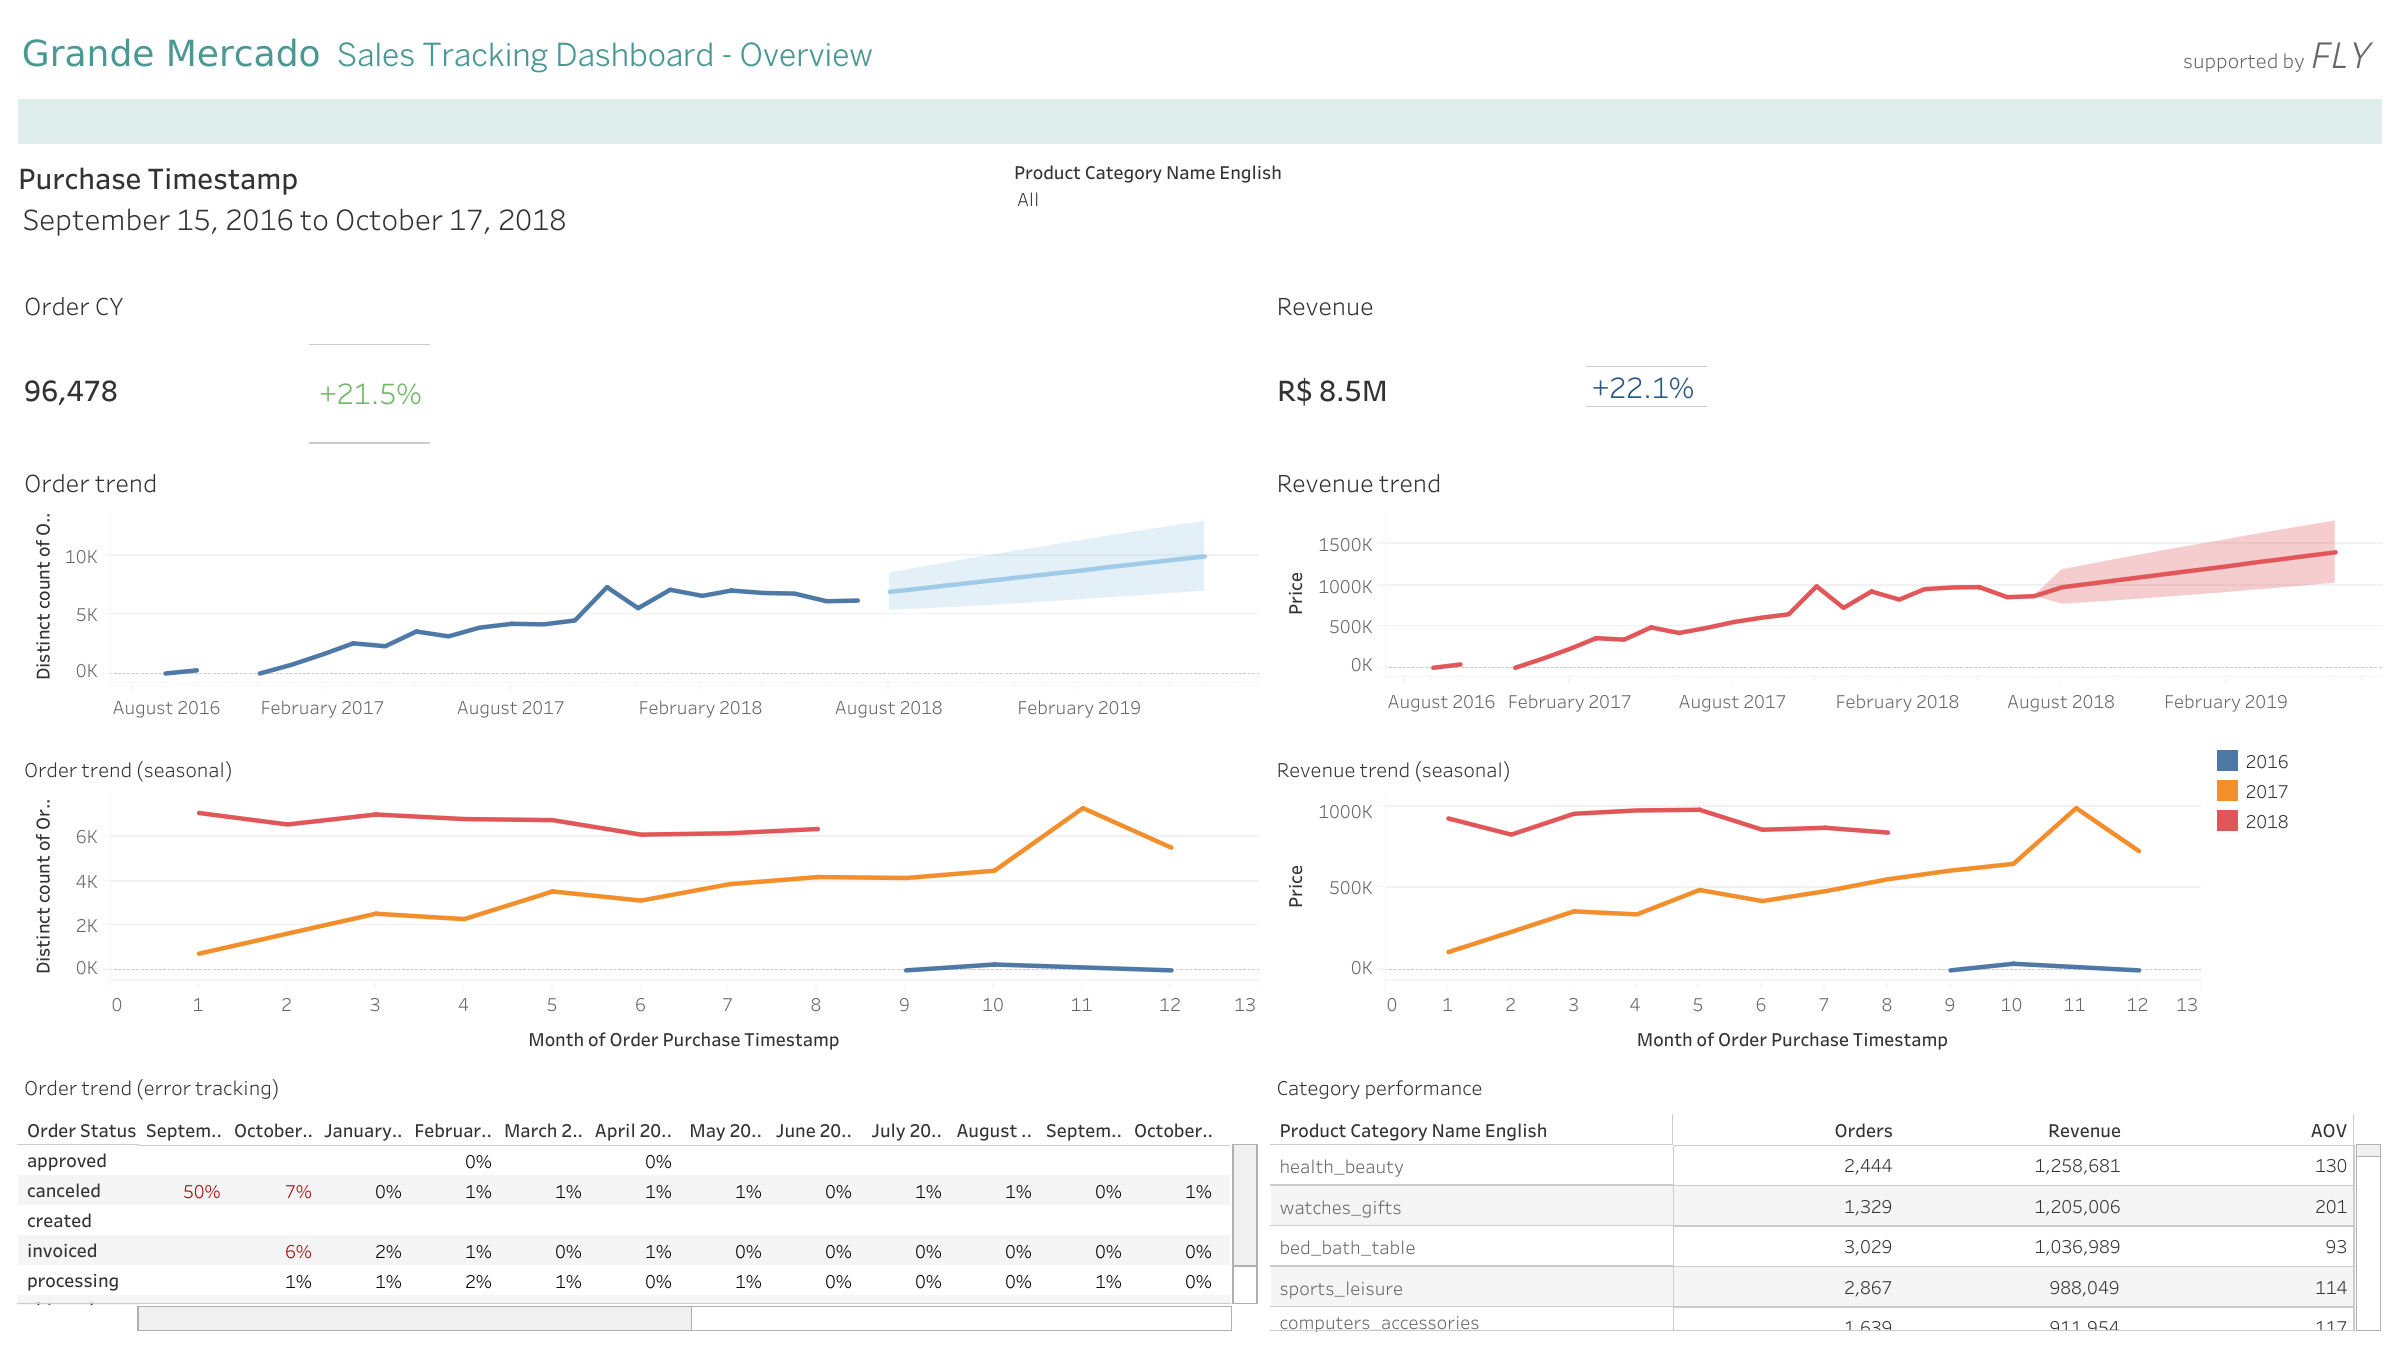 Grande Mercado Sales Tracking Dashboard - Overview
supported by FLY
Purchase Timestamp
September 15, 2016 to October 17, 2018
Product Category Name English
All
Order CY
96,478
+21.5%
Revenue
R$ 8.5M
+22.1%
Order trend
Distinct count of O..
10K
5K
0K
August 2016 February 2017 August 2017 February 2018 August 2018 February 2019
Revenue trend
Price
1500K
1000K
500K
0K
August 2016 February 2017 August 2017 February 2018 August 2018 February 2019
Order trend (seasonal)
Distinct count of Or..
6K
4K
2K
0K
0 1 2 3 4 5 6 7 8 9 10 11 12 13
Month of Order Purchase Timestamp
Revenue trend (seasonal)
Price
1000K
500K
0K
0 1 2 3 4 5 6 7 8 9 10 11 12 13
Month of Order Purchase Timestamp
2016
2017
2018
Order trend (error tracking)
Order Status Septem.. October.. January.. Februar.. March 2.. April 20.. May 20.. June 20.. July 20.. August .. Septem.. October..
approved 0% 0%
canceled 50% 7% 0% 1% 1% 1% 1% 0% 1% 1% 0% 1%
created
invoiced 6% 2% 1% 0% 1% 0% 0% 0% 0% 0% 0%
processing 1% 1% 2% 1% 0% 1% 0% 0% 0% 1% 0%
Category performance
Product Category Name English Orders Revenue AOV
health_beauty 2,444 1,258,681 130
watches_gifts 1,329 1,205,006 201
bed_bath_table 3,029 1,036,989 93
sports_leisure 2,867 988,049 114
computers_accessories 1,639 911,954 117